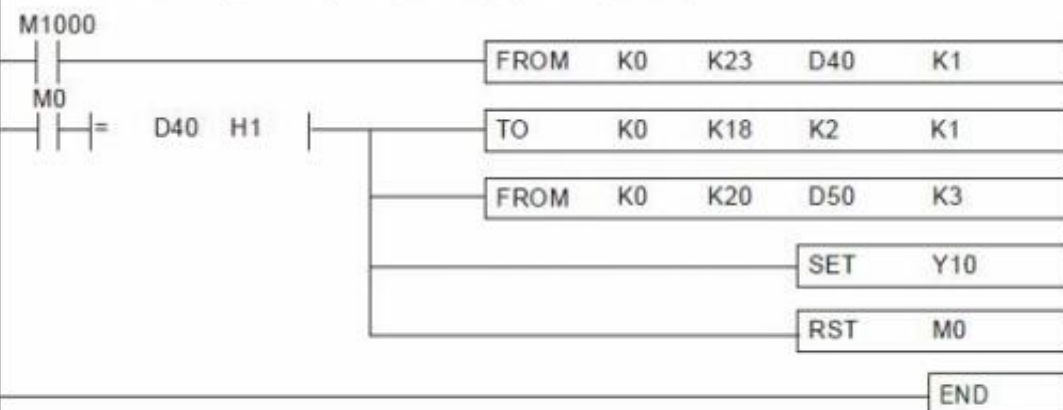 M1000
FROM K0 K23 D40 K1
M0
= D40 H1 TO K0 K18 K2 K1
FROM K0 K20 D50 K3
SET Y10
RST M0
END